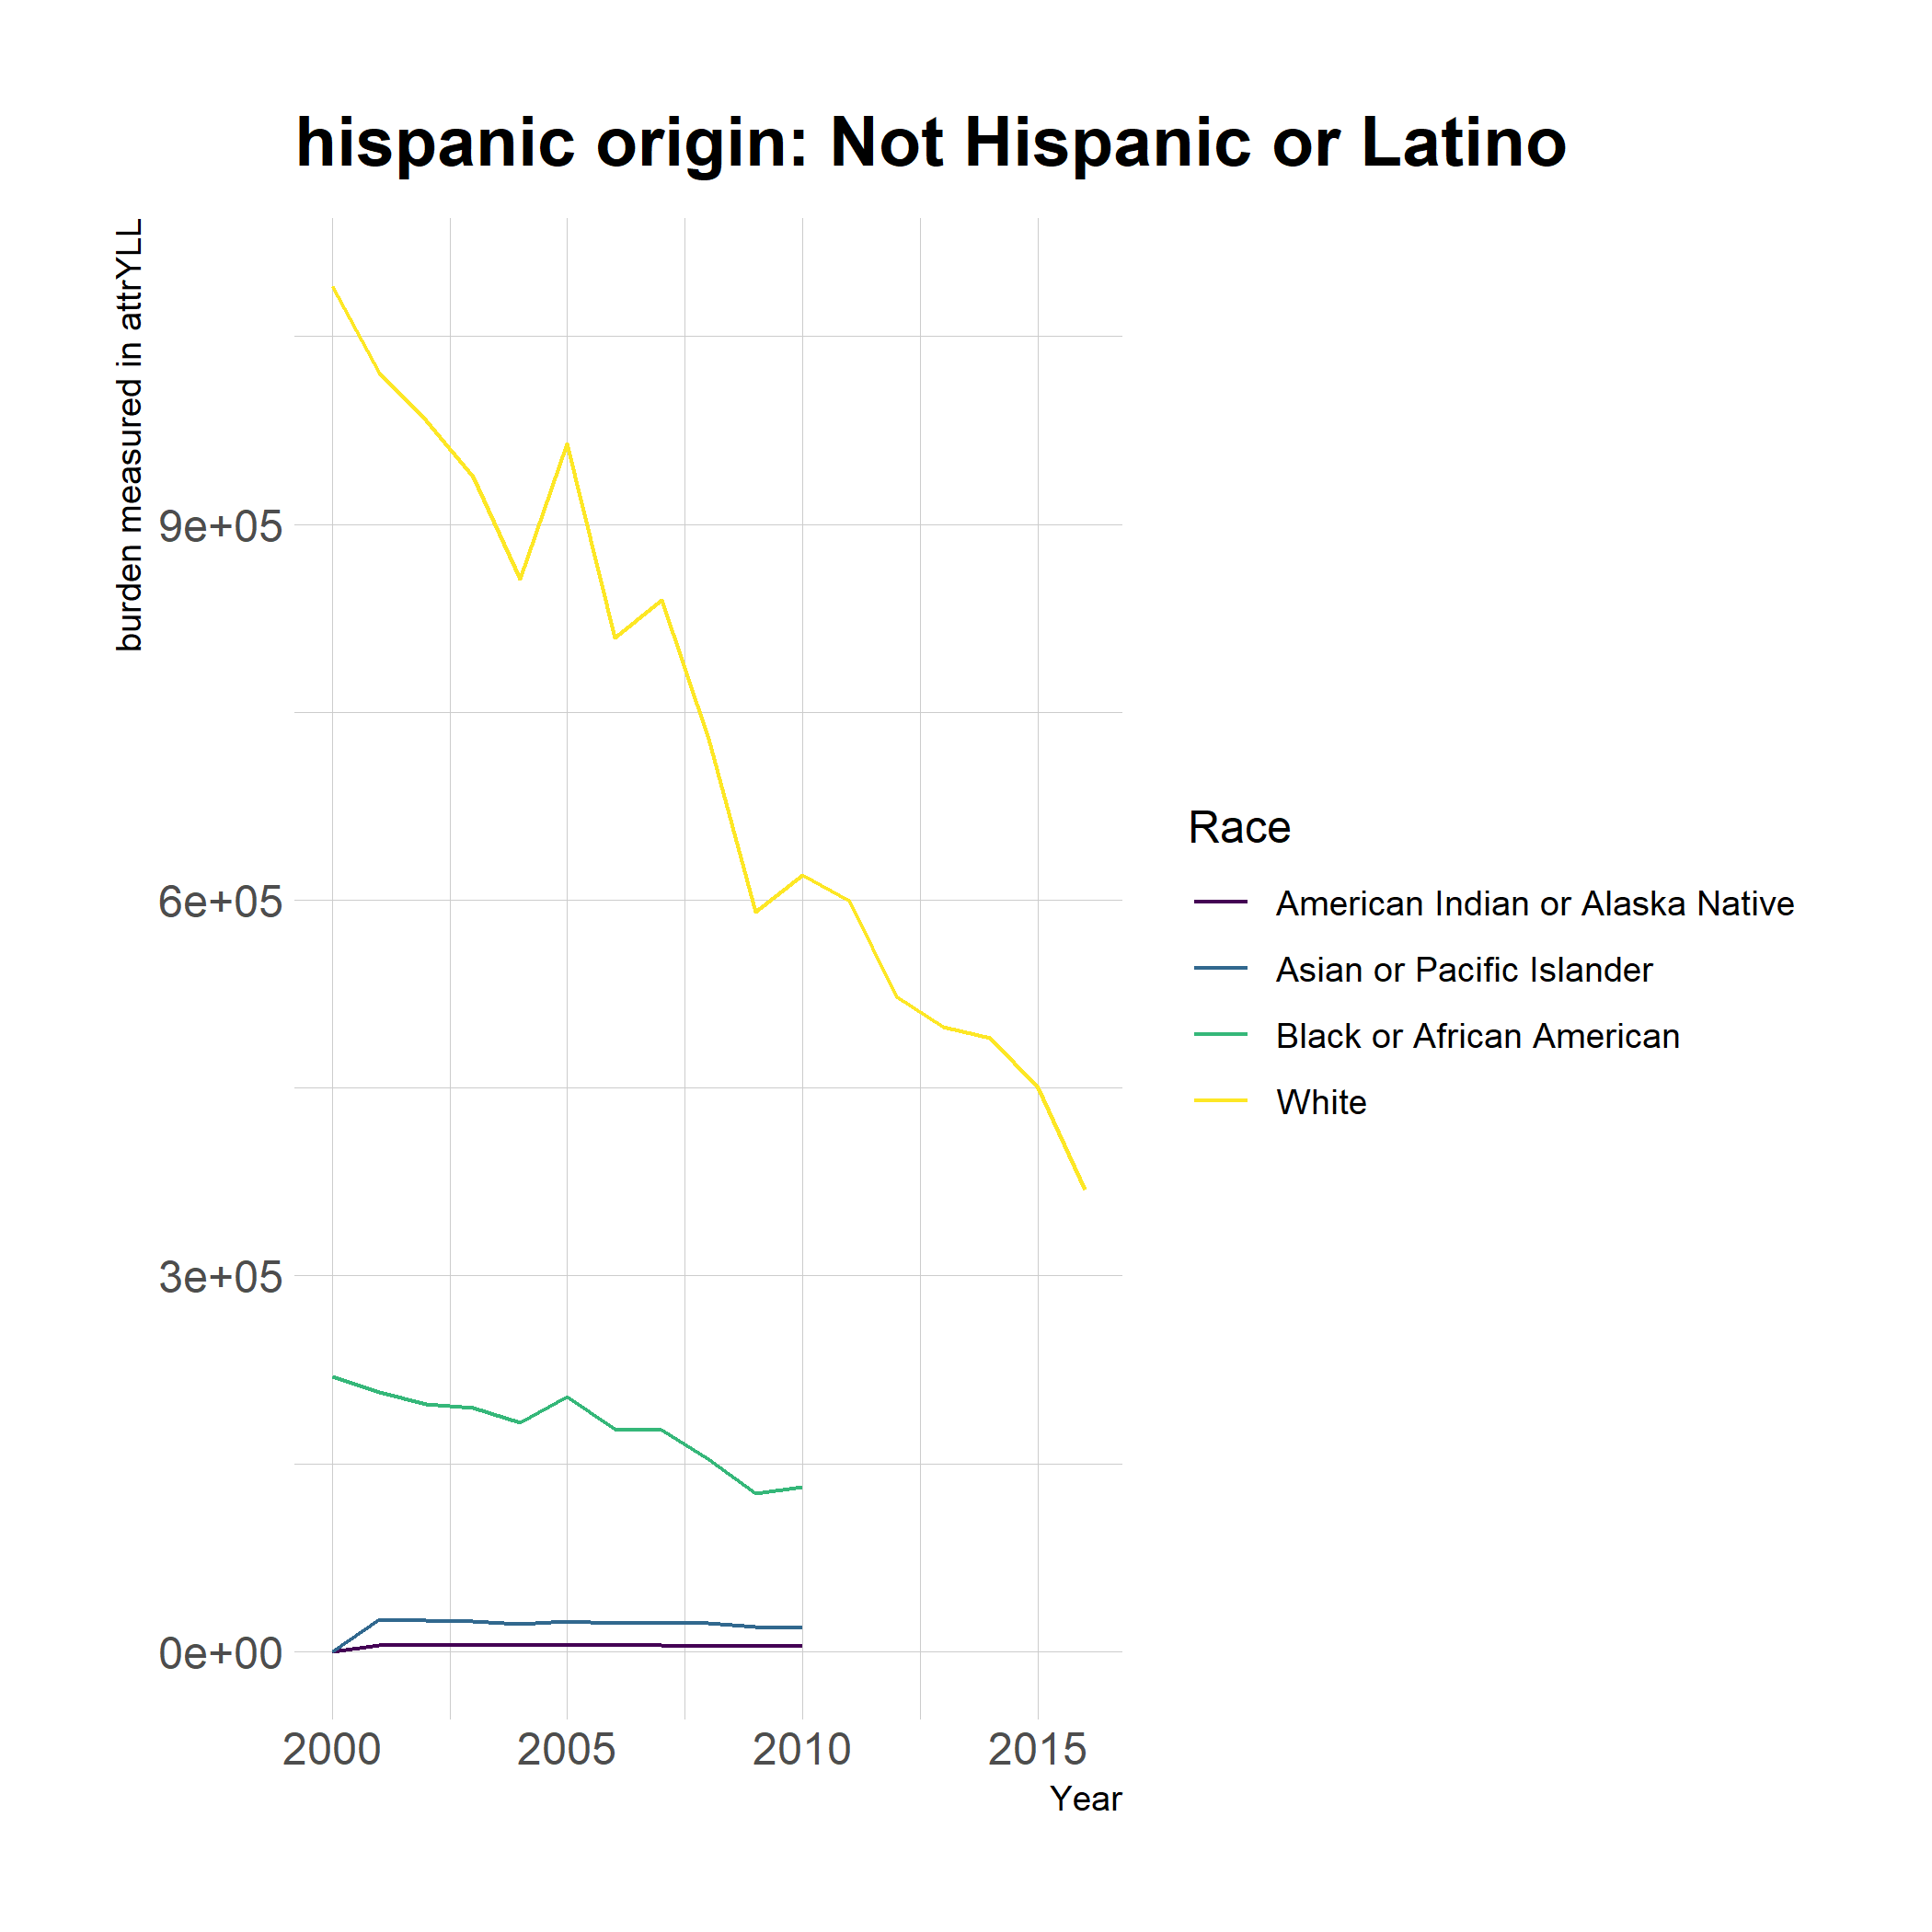 hispanic origin: Not Hispanic or Latino
burden measured in attrYLL
9e+05
6e+05
3e+05
0e+00
2000 2005 2010 2015
Year
Race
American Indian or Alaska Native
Asian or Pacific Islander
Black or African American
White